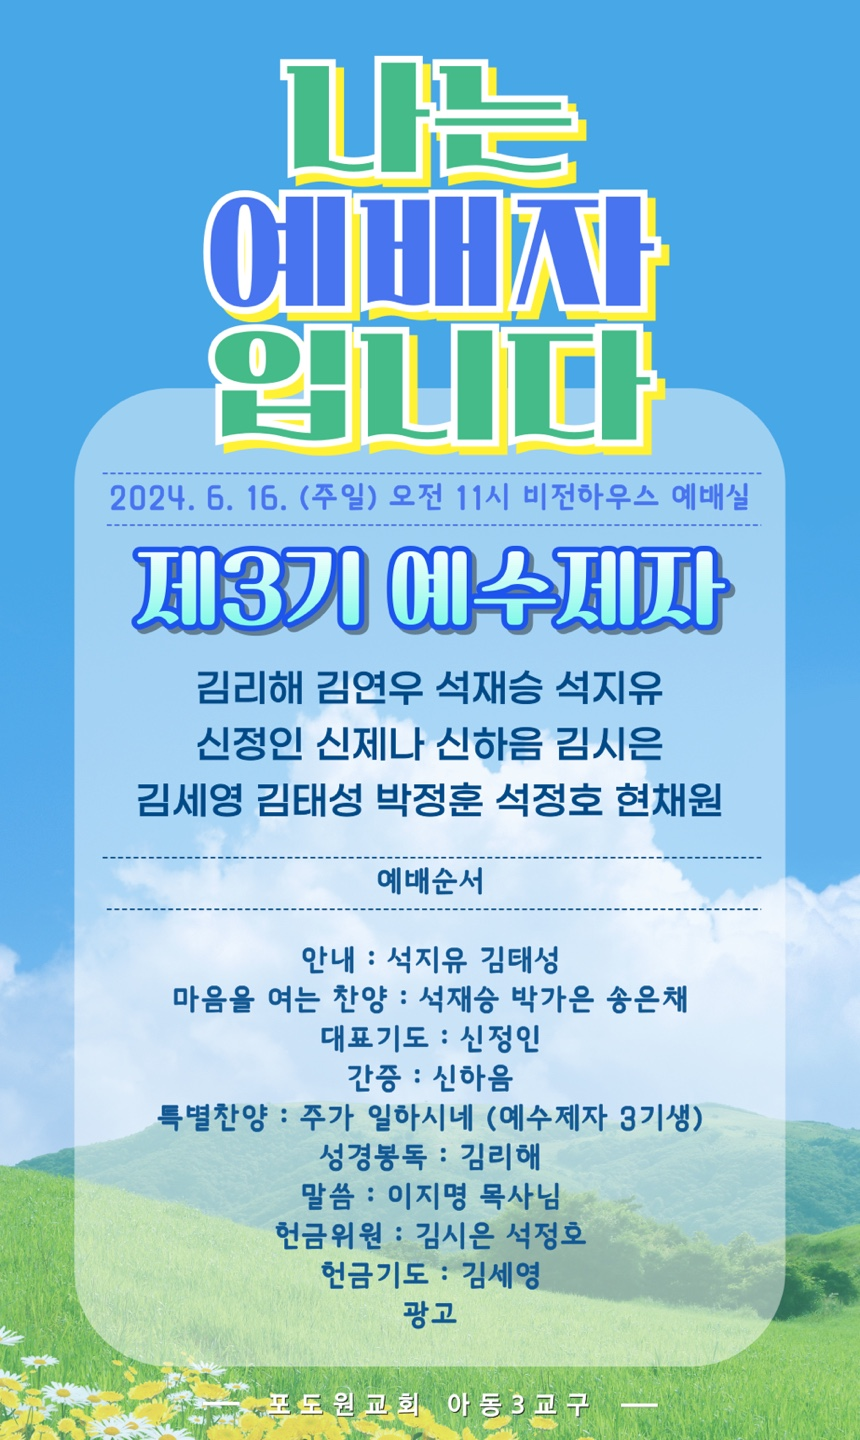 나는
예배자
입니다
2024. 6. 16. (주일) 오전 11시 비전하우스 예배실
제3기 예수제자
김리해 김연우 석재승 석지유
신정인 신제나 신하음 김시은
김세영 김태성 박정훈 석정호 현채원
예배순서
안내 : 석지유 김태성
마음을 여는 찬양 : 석재승 박가은 송은채
대표기도 : 신정인
간증 : 신하음
특별찬양 : 주가 일하시네 (예수제자 3기생)
성경봉독 : 김리해
말씀 : 이지명 목사님
헌금위원 : 김시은 석정호
헌금기도 : 김세영
광고
포도원교회 아동3교구